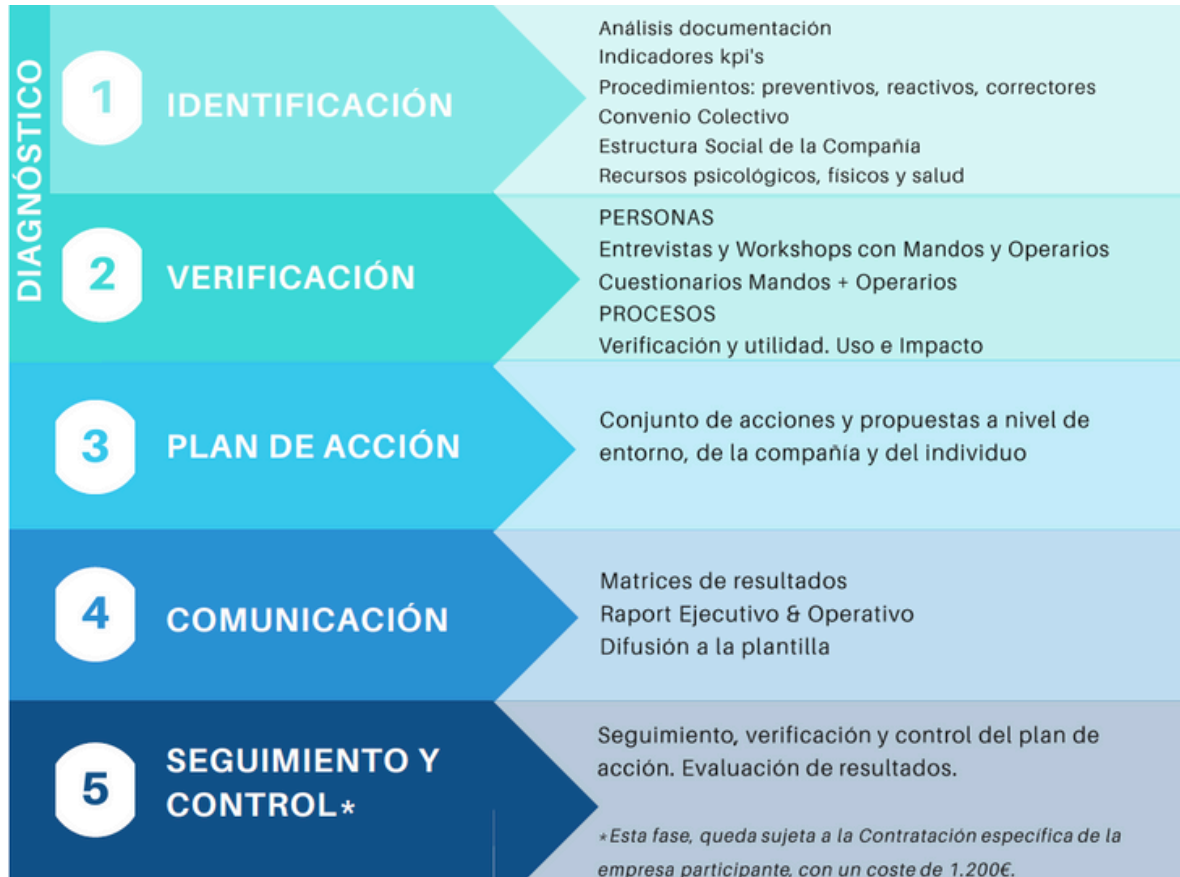 DIAGNÓSTICO
1
IDENTIFICACIÓN
Análisis documentación
Indicadores kpi's
Procedimientos: preventivos, reactivos, correctores
Convenio Colectivo
Estructura Social de la Compañía
Recursos psicológicos, físicos y salud
2
VERIFICACIÓN
PERSONAS
Entrevistas y Workshops con Mandos y Operarios
Cuestionarios Mandos + Operarios
PROCESOS
Verificación y utilidad. Uso e Impacto
3
PLAN DE ACCIÓN
Conjunto de acciones y propuestas a nivel de
entorno, de la compañía y del individuo
4
COMUNICACIÓN
Matrices de resultados
Raport Ejecutivo & Operativo
Difusión a la plantilla
5
SEGUIMIENTO Y
CONTROL*
Seguimiento, verificación y control del plan de
acción. Evaluación de resultados.
*Esta fase, queda sujeta a la Contratación específica de la
empresa participante, con un coste de 1.200€.